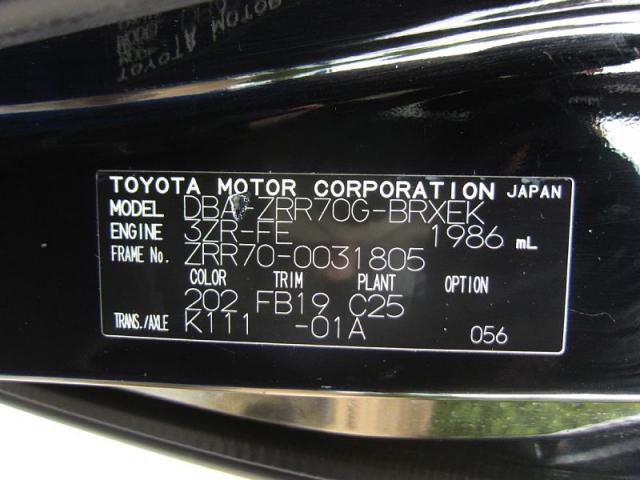 TOYOTA MOTOR CORPORATION JAPAN
MODEL DBA-ZRR70G-BRXEK
ENGINE 3ZR-FE 1986 mL
FRAME No. ZRR70-0031805
COLOR TRIM PLANT OPTION
202 FB19 C25
TRANS./AXLE K111 -01A 056